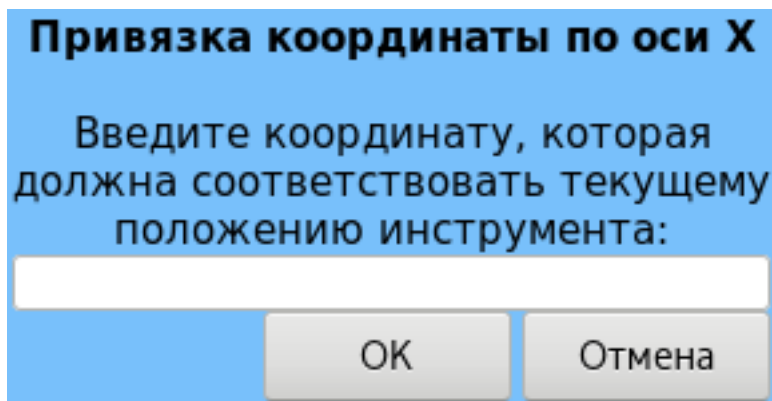 Привязка координаты по оси X
Введите координату, которая
должна соответствовать текущему
положению инструмента:
OK
Отмена